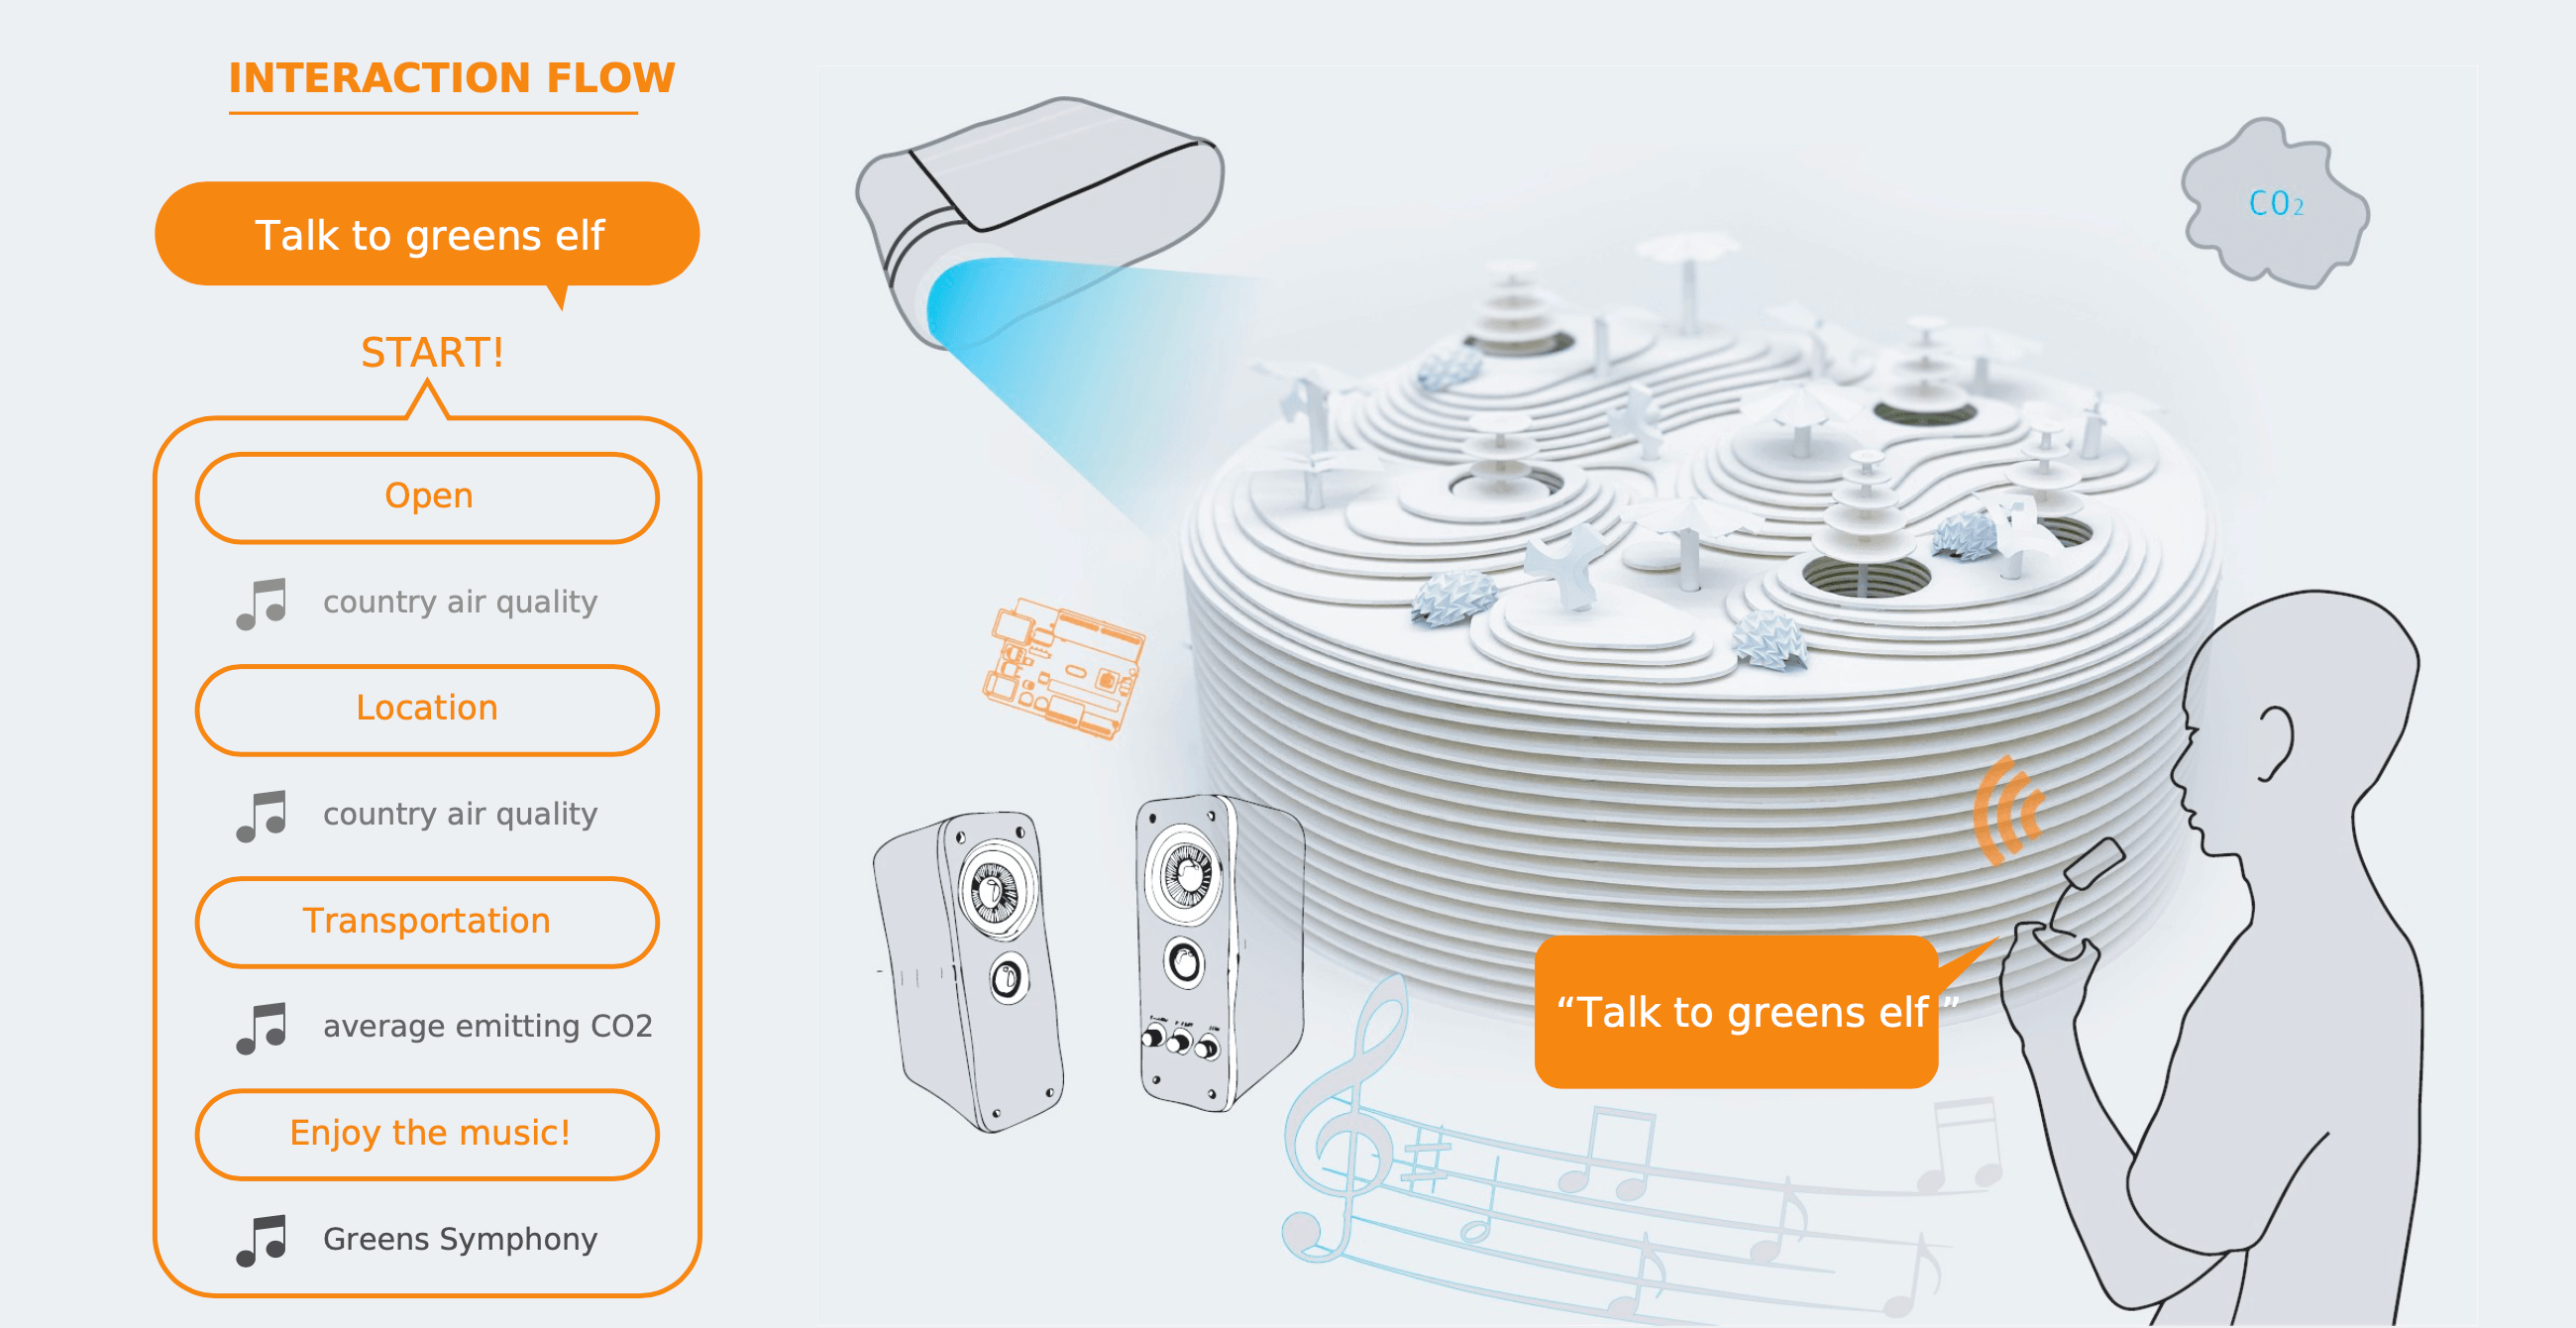 INTERACTION FLOW
Talk to greens elf
START!
Open
country air quality
Location
country air quality
Transportation
average emitting CO2
Enjoy the music!
Greens Symphony
CO₂
“Talk to greens elf ”